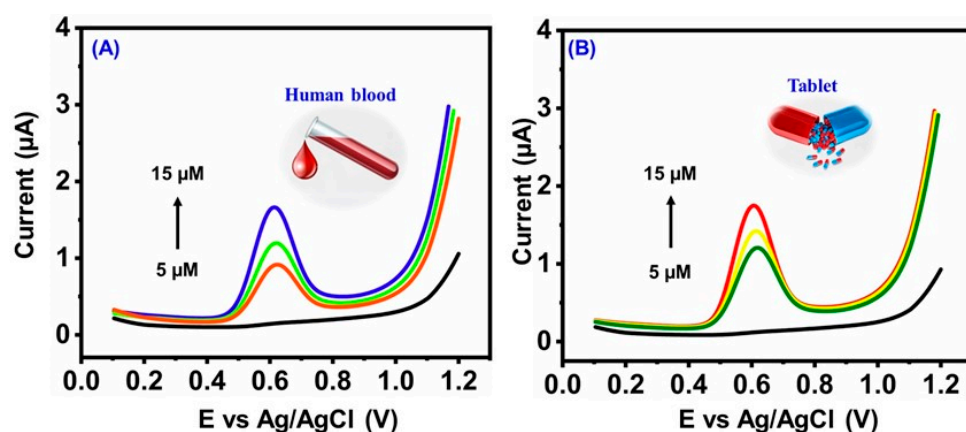 (A)
Human blood
15 µM
5 µM
Current (µA)
4
3
2
1
0
0.0 0.2 0.4 0.6 0.8 1.0 1.2
E vs Ag/AgCl (V)
(B)
Tablet
15 µM
5 µM
Current (µA)
4
3
2
1
0
0.0 0.2 0.4 0.6 0.8 1.0 1.2
E vs Ag/AgCl (V)